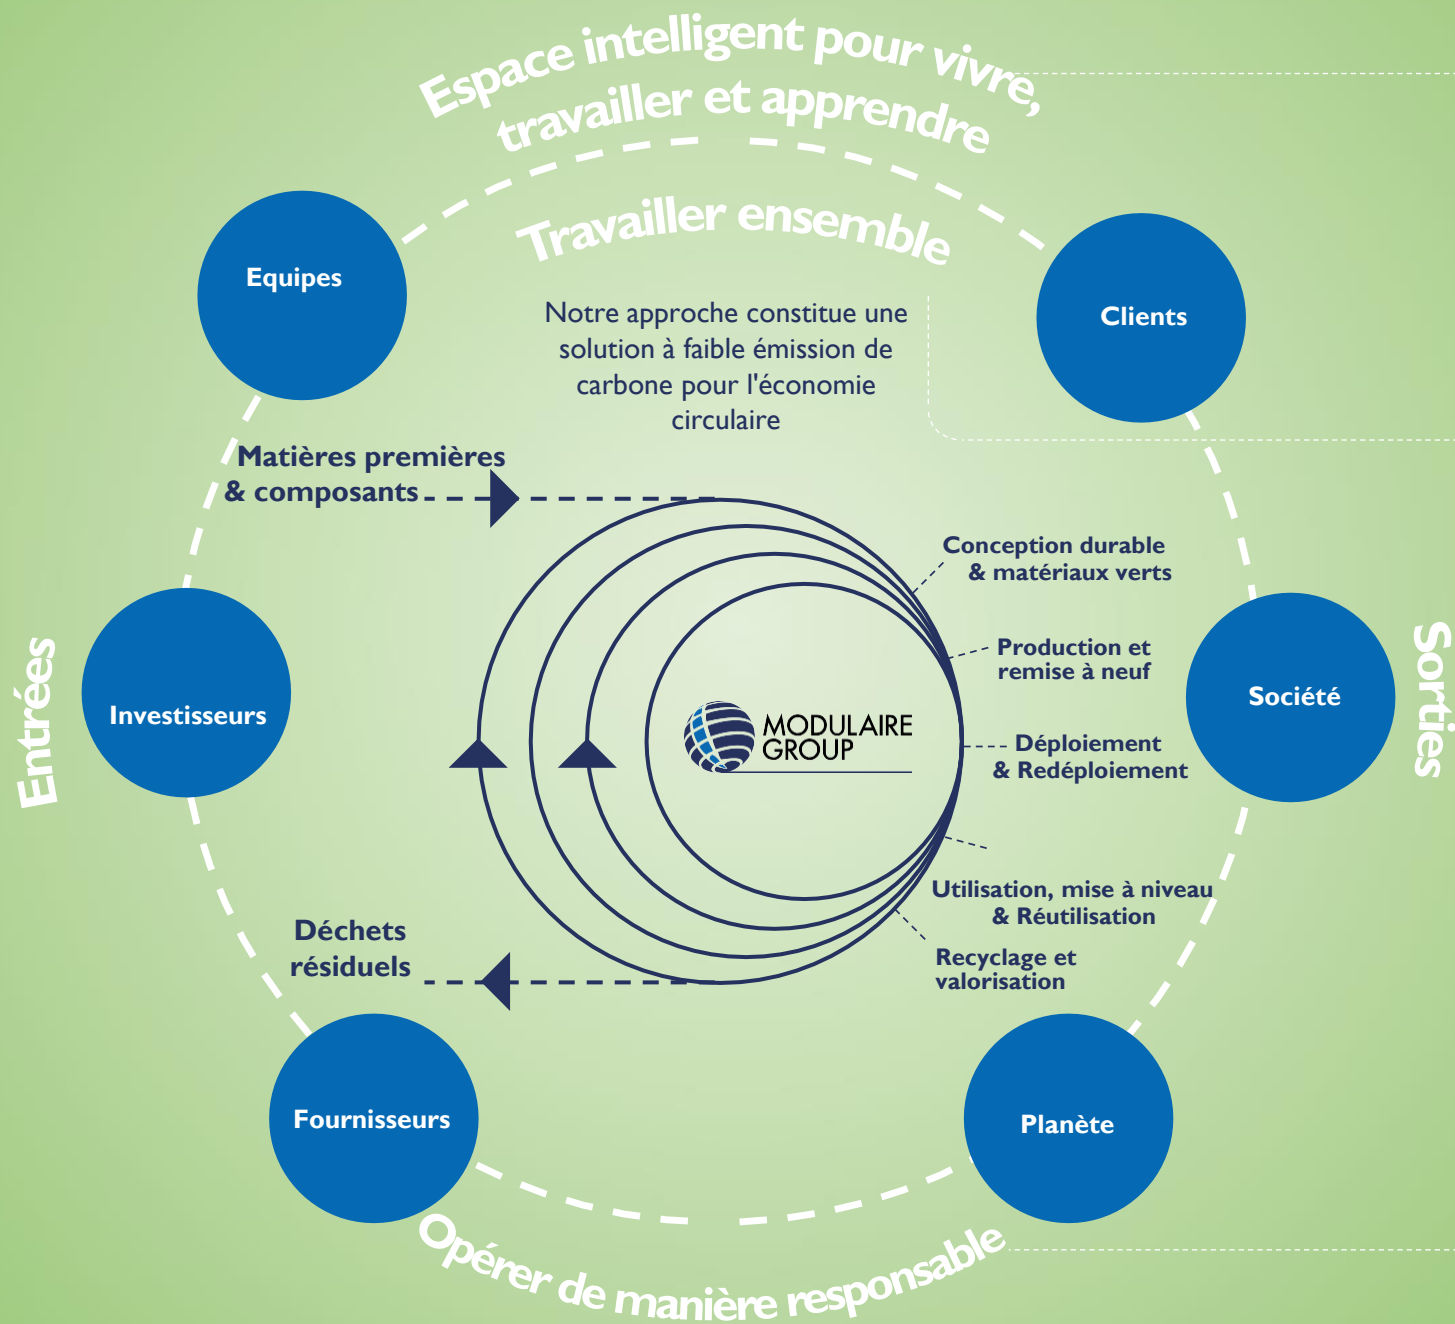 Espace intelligent pour vivre,
travailler et apprendre
Travailler ensemble
Equipes
Clients
Notre approche constitue une
solution à faible émission de
carbone pour l'économie
circulaire
Matières premières
& composants
Conception durable
& matériaux verts
Production et
remise à neuf
Entrées
Investisseurs
MODULAIRE
GROUP
Déploiement
& Redéploiement
Société
Sorties
Utilisation, mise à niveau
& Réutilisation
Déchets
résiduels
Recyclage et
valorisation
Fournisseurs
Planète
Opérer de manière responsable